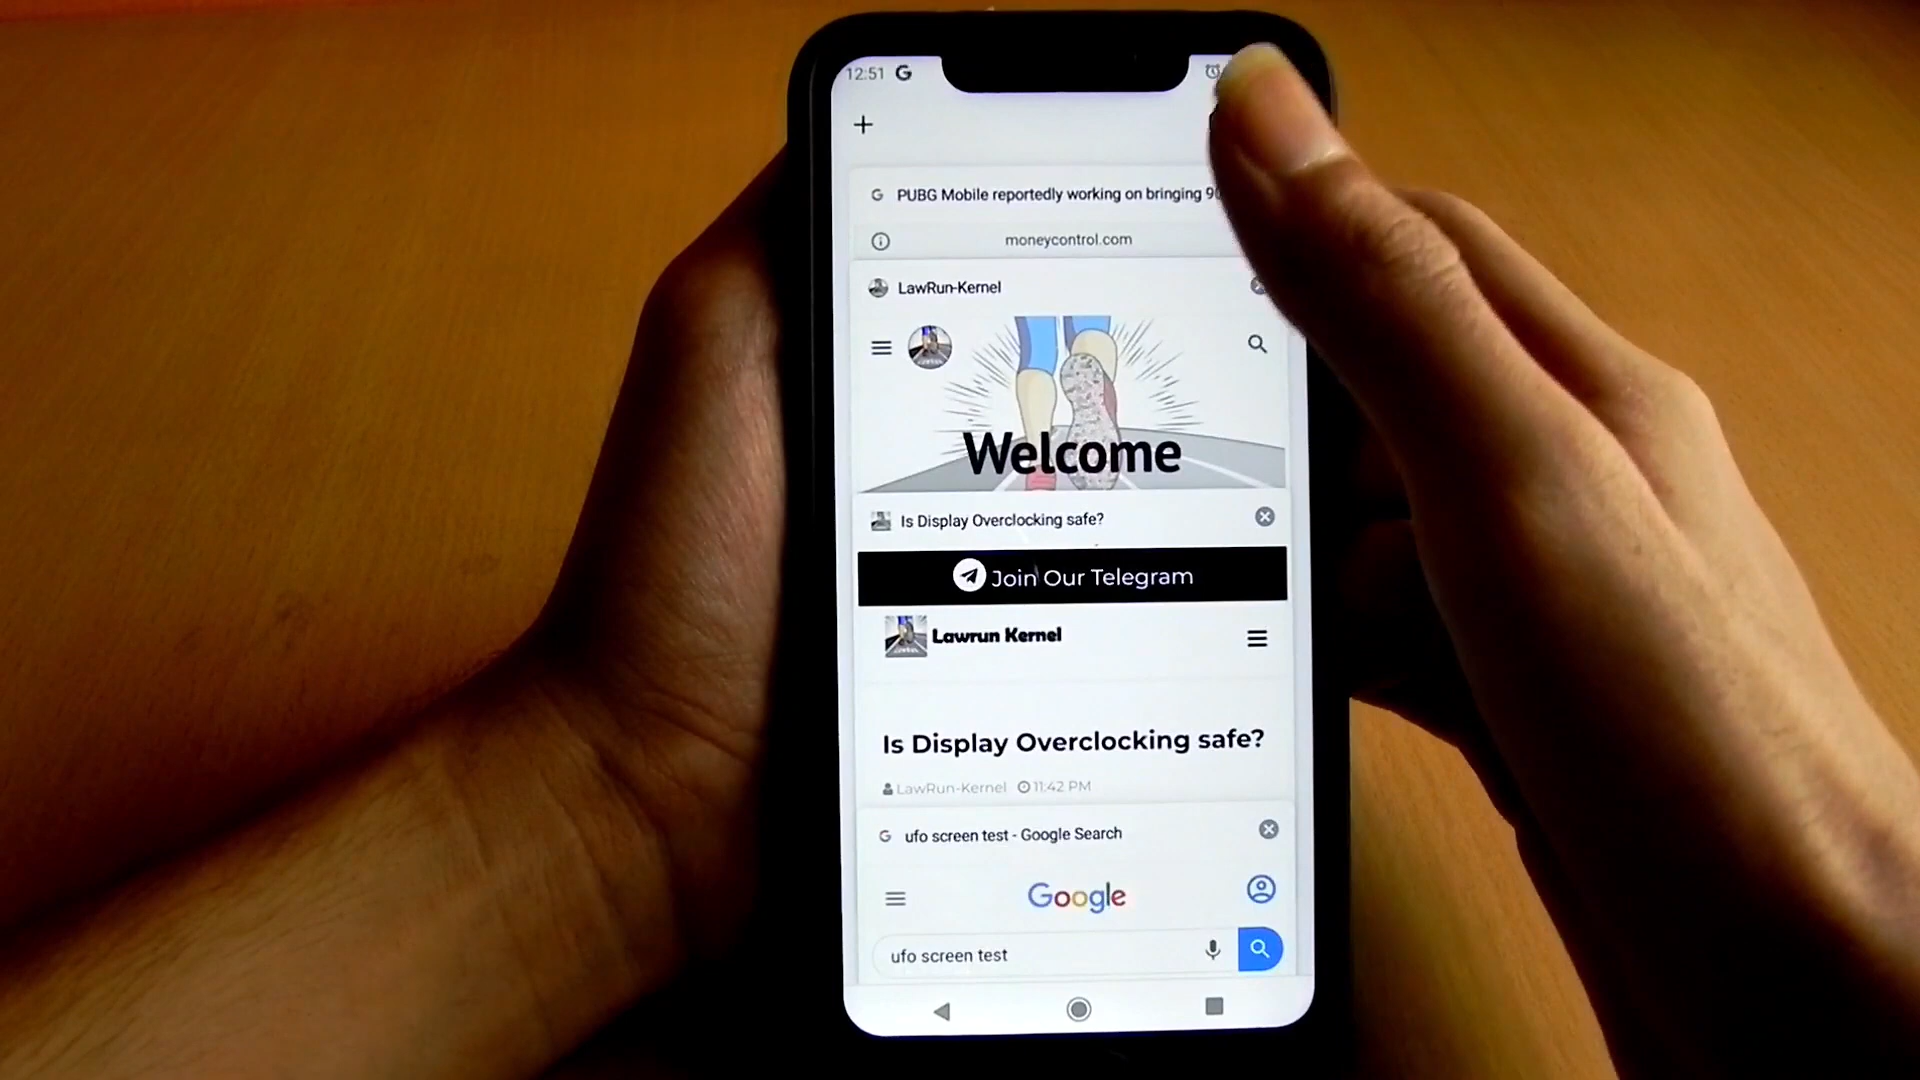 12:51 G
PUBG Mobile reportedly working on bringing
moneycontrol.com
LawRun-Kernel
Welcome
Is Display Overclocking safe?
Join Our Telegram
Lawrun Kernel
Is Display Overclocking safe?
LawRun-Kernel 11:42 PM
G ufo screen test - Google Search
Google
ufo screen test